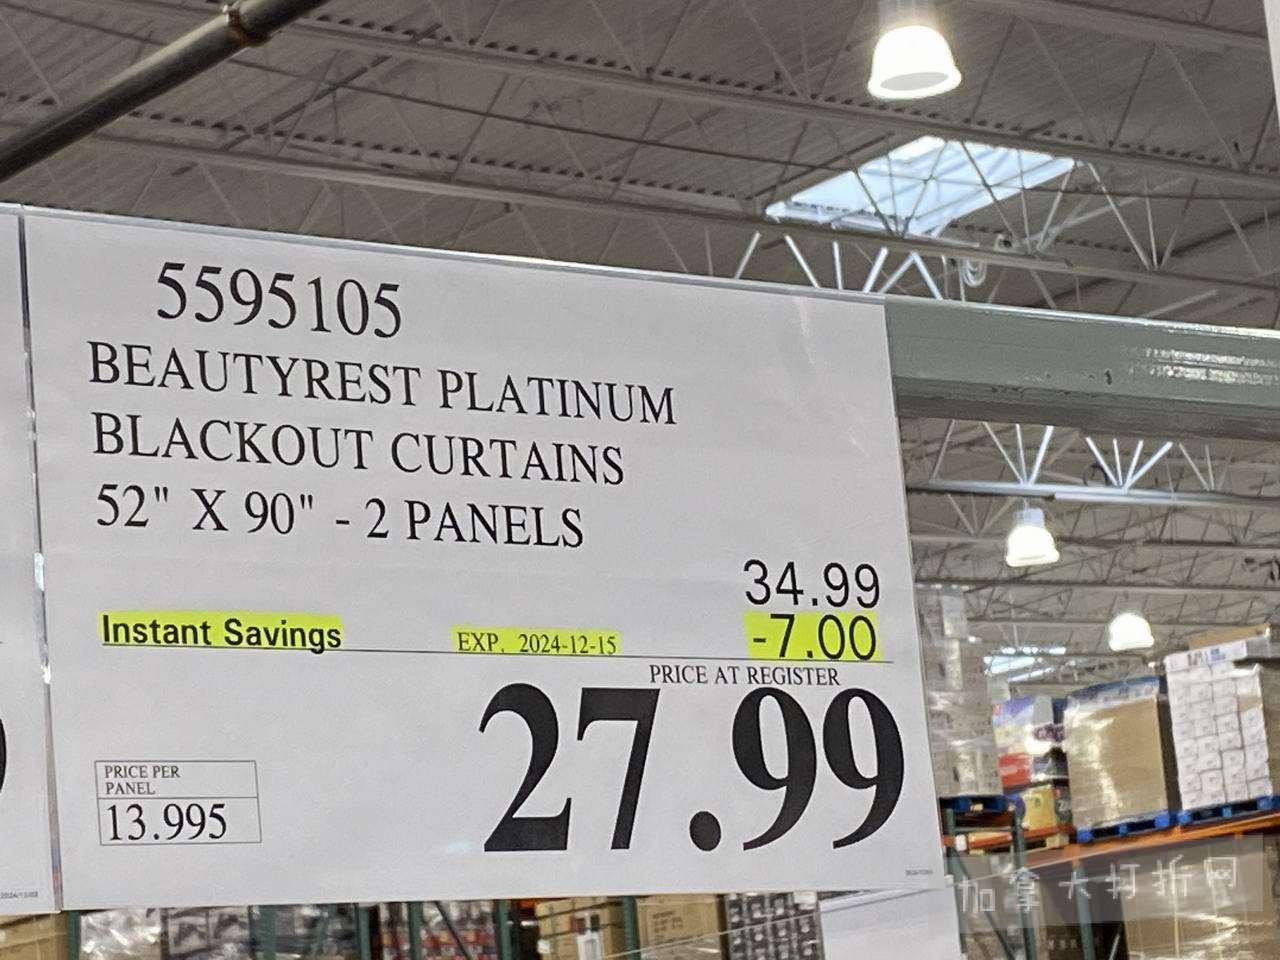 5595105
BEAUTYREST PLATINUM
BLACKOUT CURTAINS
52" X 90" - 2 PANELS
34.99
Instant Savings EXP. 2024-12-15 -7.00
PRICE AT REGISTER
27.99
PRICE PER
PANEL
13.995
加拿大打折网